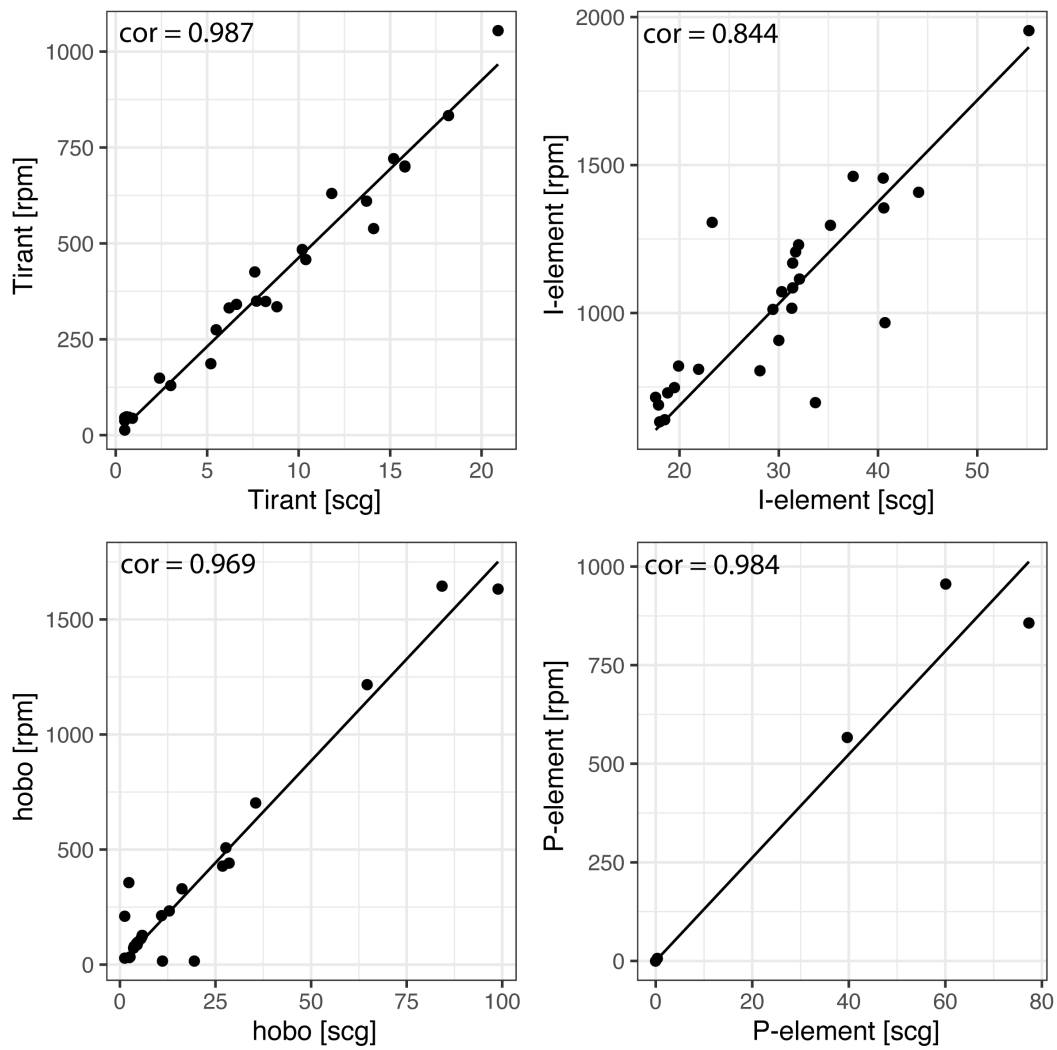 cor = 0.987
1000
750
500
250
0
Tirant [rpm]
0 5 10 15 20
Tirant [scg]
cor = 0.844
2000
1500
1000
I-element [rpm]
20 30 40 50
I-element [scg]
cor = 0.969
1500
1000
500
0
hobo [rpm]
0 25 50 75 100
hobo [scg]
cor = 0.984
1000
750
500
250
0
P-element [rpm]
0 20 40 60 80
P-element [scg]